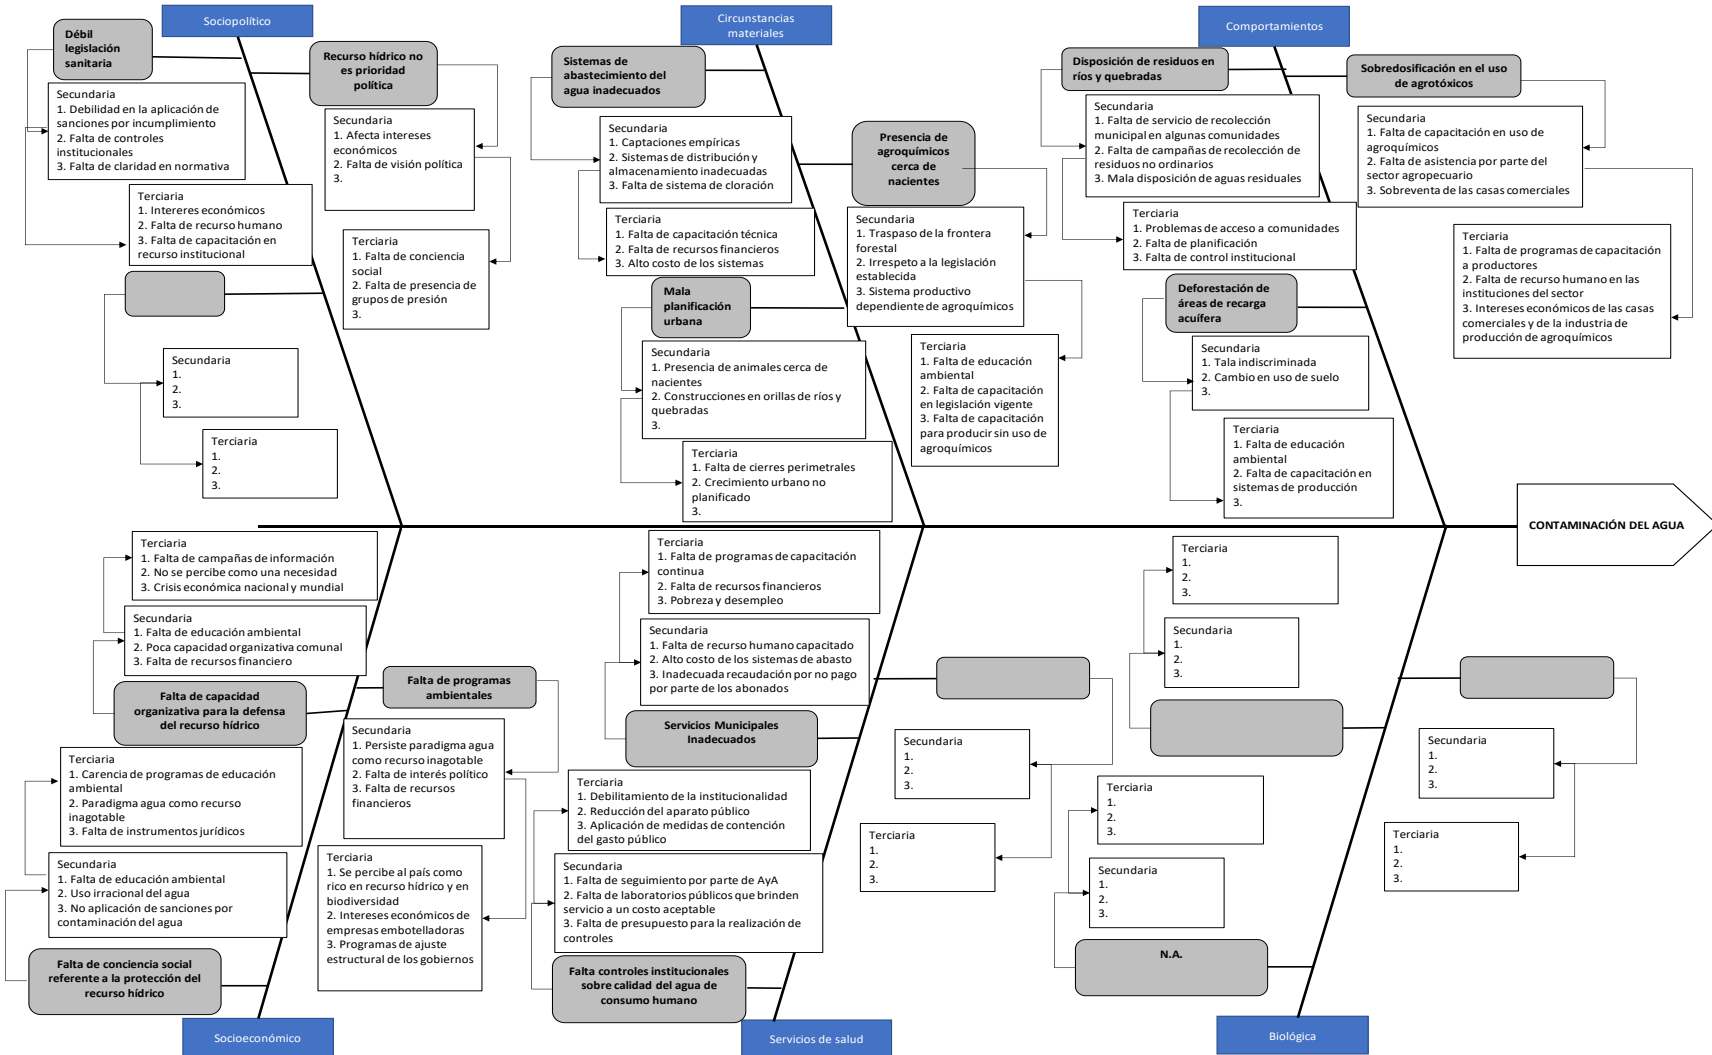 Sociopolítico
Débil
legislación
sanitaria
Secundaria
1. Debilidad en la aplicación de
sanciones por incumplimiento
2. Falta de controles
institucionales
3. Falta de claridad en normativa
Terciaria
1. Intereres económicos
2. Falta de recurso humano
3. Falta de capacitación en
recurso institucional
Recurso hídrico no
es prioridad
política
Secundaria
1. Afecta intereses
económicos
2. Falta de visión política
3.
Terciaria
1. Falta de conciencia
social
2. Falta de presencia de
grupos de presión
3.
Secundaria
1.
2.
3.
Terciaria
1.
2.
3.
Circunstancias
materiales
Sistemas de
abastecimiento del
agua inadecuados
Secundaria
1. Captaciones empíricas
2. Sistemas de distribución y
almacenamiento inadecuadas
3. Falta de sistema de cloración
Terciaria
1. Falta de capacitación técnica
2. Falta de recursos financieros
3. Alto costo de los sistemas
Presencia de
agroquímicos
cerca de
nacientes
Secundaria
1. Traspaso de la frontera
forestal
2. Irrespeto a la legislación
establecida
3. Sistema productivo
dependiente de agroquímicos
Terciaria
1. Falta de educación
ambiental
2. Falta de capacitación
en legislación vigente
3. Falta de capacitación
para producir sin uso de
agroquímicos
Mala
planificación
urbana
Secundaria
1. Presencia de animales cerca de
nacientes
2. Construcciones en orillas de ríos y
quebradas
3.
Terciaria
1. Falta de cierres perimetrales
2. Crecimiento urbano no
planificado
3.
Comportamientos
Disposición de residuos en
ríos y quebradas
Secundaria
1. Falta de servicio de recolección
municipal en algunas comunidades
2. Falta de campañas de recolección de
residuos no ordinarios
3. Mala disposición de aguas residuales
Terciaria
1. Problemas de acceso a comunidades
2. Falta de planificación
3. Falta de control institucional
Sobredosificación en el uso
de agrotóxicos
Secundaria
1. Falta de capacitación en uso de
agroquímicos
2. Falta de asistencia por parte del
sector agropecuario
3. Sobreventa de las casas comerciales
Terciaria
1. Falta de programas de capacitación
a productores
2. Falta de recurso humano en las
instituciones del sector
3. Intereses económicos de las casas
comerciales y de la industria de
producción de agroquímicos
Deforestación de
áreas de recarga
acuífera
Secundaria
1. Tala indiscriminada
2. Cambio en uso de suelo
3.
Terciaria
1. Falta de educación
ambiental
2. Falta de capacitación en
sistemas de producción
3.
CONTAMINACIÓN DEL AGUA
Terciaria
1. Falta de campañas de información
2. No se percibe como una necesidad
3. Crisis económica nacional y mundial
Secundaria
1. Falta de educación ambiental
2. Poca capacidad organizativa comunal
3. Falta de recursos financiero
Falta de capacidad
organizativa para la defensa
del recurso hídrico
Falta de programas
ambientales
Secundaria
1. Persiste paradigma agua
como recurso inagotable
2. Falta de interés político
3. Falta de recursos
financieros
Terciaria
1. Se percibe al país como
rico en recurso hídrico y en
biodiversidad
2. Intereses económicos de
empresas embotelladoras
3. Programas de ajuste
estructural de los gobiernos
Terciaria
1. Carencia de programas de educación
ambiental
2. Paradigma agua como recurso
inagotable
3. Falta de instrumentos jurídicos
Secundaria
1. Falta de educación ambiental
2. Uso irracional del agua
3. No aplicación de sanciones por
contaminación del agua
Falta de conciencia social
referente a la protección del
recurso hídrico
Socioeconómico
Terciaria
1. Falta de programas de capacitación
continua
2. Falta de recursos financieros
3. Pobreza y desempleo
Secundaria
1. Falta de recurso humano capacitado
2. Alto costo de los sistemas de abasto
3. Inadecuada recaudación por no pago
por parte de los abonados
Servicios Municipales
Inadecuados
Secundaria
1.
2.
3.
Terciaria
1.
2.
3.
Terciaria
1. Debilitamiento de la institucionalidad
2. Reducción del aparato público
3. Aplicación de medidas de contención
del gasto público
Secundaria
1. Falta de seguimiento por parte de AyA
2. Falta de laboratorios públicos que brinden
servicio a un costo aceptable
3. Falta de presupuesto para la realización de
controles
Falta controles institucionales
sobre calidad del agua de
consumo humano
Servicios de salud
Terciaria
1.
2.
3.
Secundaria
1.
2.
3.
Secundaria
1.
2.
3.
Terciaria
1.
2.
3.
Terciaria
1.
2.
3.
Secundaria
1.
2.
3.
N.A.
Biológica